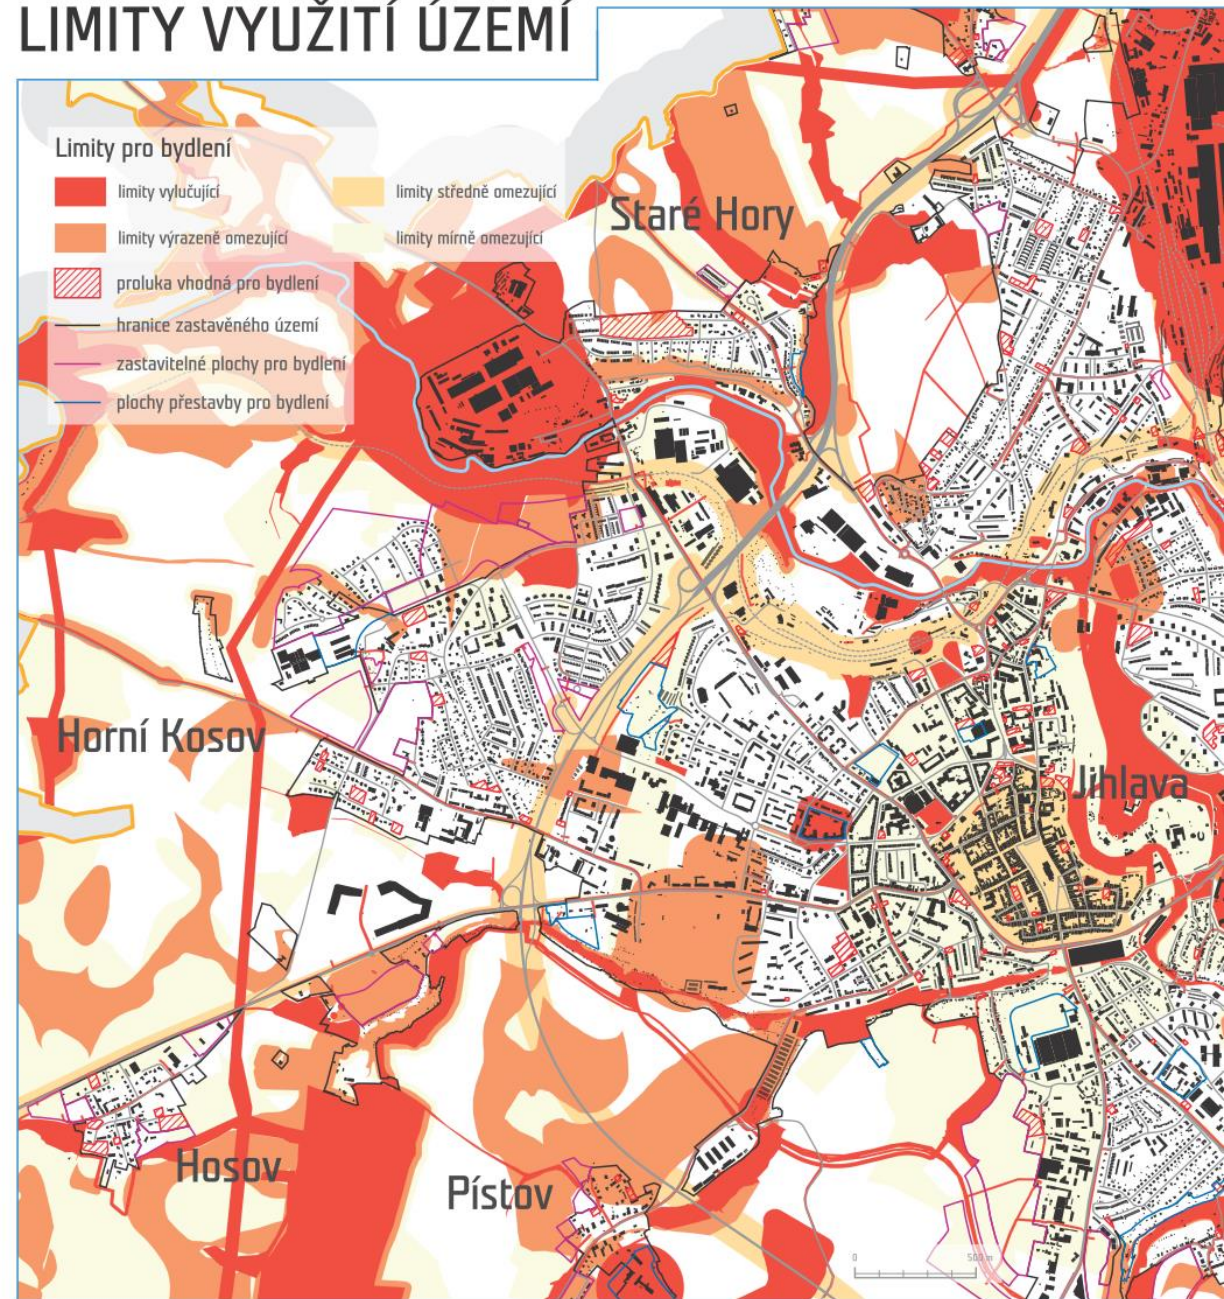 LIMITY VYUŽITÍ ÚZEMÍ
Limity pro bydlení
limity vylučující
limity středně omezující
limity výrazeně omezující
limity mírně omezující
proluka vhodná pro bydlení
hranice zastavěného území
zastavitelné plochy pro bydlení
plochy přestavby pro bydlení
Staré Hory
Horní Kosov
Jihlava
Hosov
Pístov
0 500 m